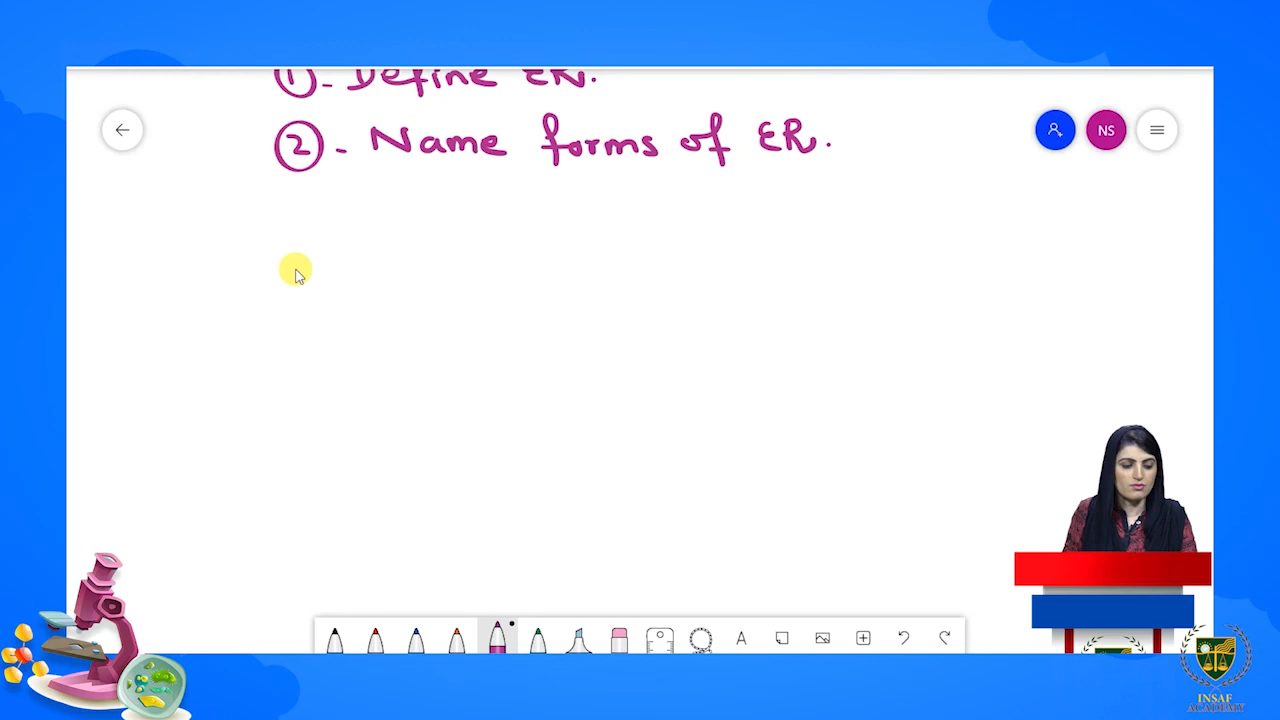 ①- Define ER.
②- Name forms of ER.
NS
A
INSAF
ACADEMY